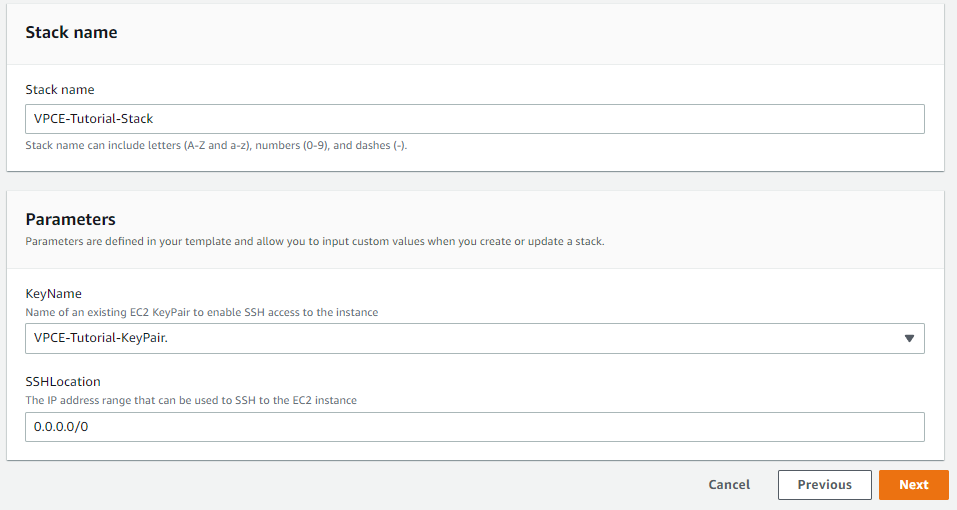 Stack name
Stack name
VPCE-Tutorial-Stack
Stack name can include letters (A-Z and a-z), numbers (0-9), and dashes (-).
Parameters
Parameters are defined in your template and allow you to input custom values when you create or update a stack.
KeyName
Name of an existing EC2 KeyPair to enable SSH access to the instance
VPCE-Tutorial-KeyPair.
SSHLocation
The IP address range that can be used to SSH to the EC2 instance
0.0.0.0/0
Cancel Previous Next